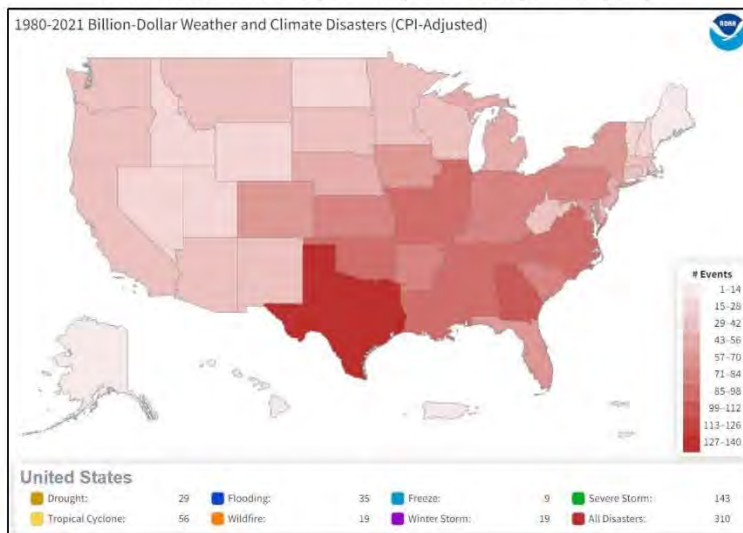 1980-2021 Billion-Dollar Weather and Climate Disasters (CPI-Adjusted)
NOAA
# Events
1-14
15-28
29-42
43-56
57-70
71-84
85-98
99-112
113-126
127-140
United States
Drought: 29 Flooding: 35 Freeze: 9 Severe Storm: 143
Tropical Cyclone: 56 Wildfire: 19 Winter Storm: 19 All Disasters: 310